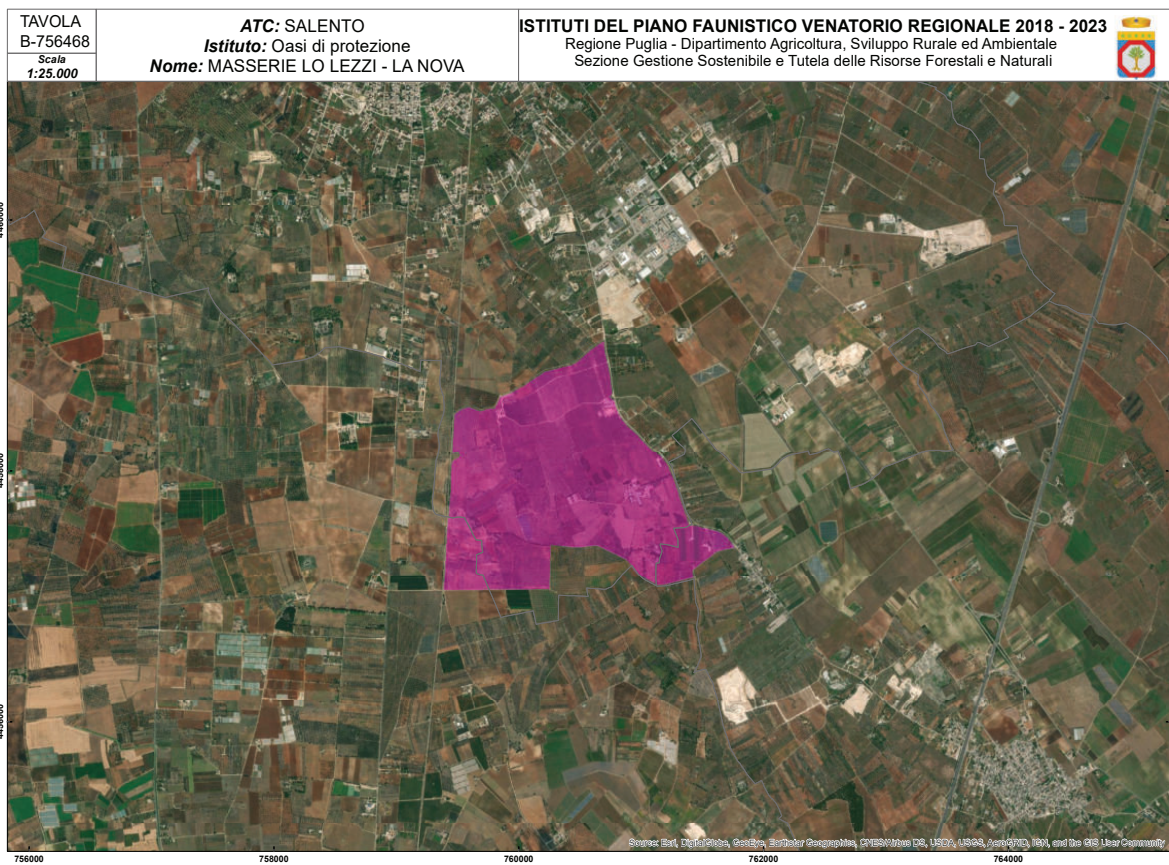 TAVOLA
B-756468
Scala
1:25.000
ATC: SALENTO
Istituto: Oasi di protezione
Nome: MASSERIE LO LEZZI - LA NOVA
ISTITUTI DEL PIANO FAUNISTICO VENATORIO REGIONALE 2018 - 2023
Regione Puglia - Dipartimento Agricoltura, Sviluppo Rurale ed Ambientale
Sezione Gestione Sostenibile e Tutela delle Risorse Forestali e Naturali
4460000
4458000
4456000
Source: Esri, DigitalGlobe, GeoEye, Earthstar Geographics, CNES/Airbus DS, USDA, USGS, AeroGRID, IGN, and the GIS User Community
756000
758000
760000
762000
764000